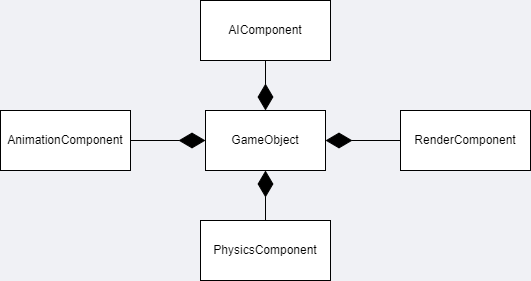 AIComponent
AnimationComponent
GameObject
RenderComponent
PhysicsComponent